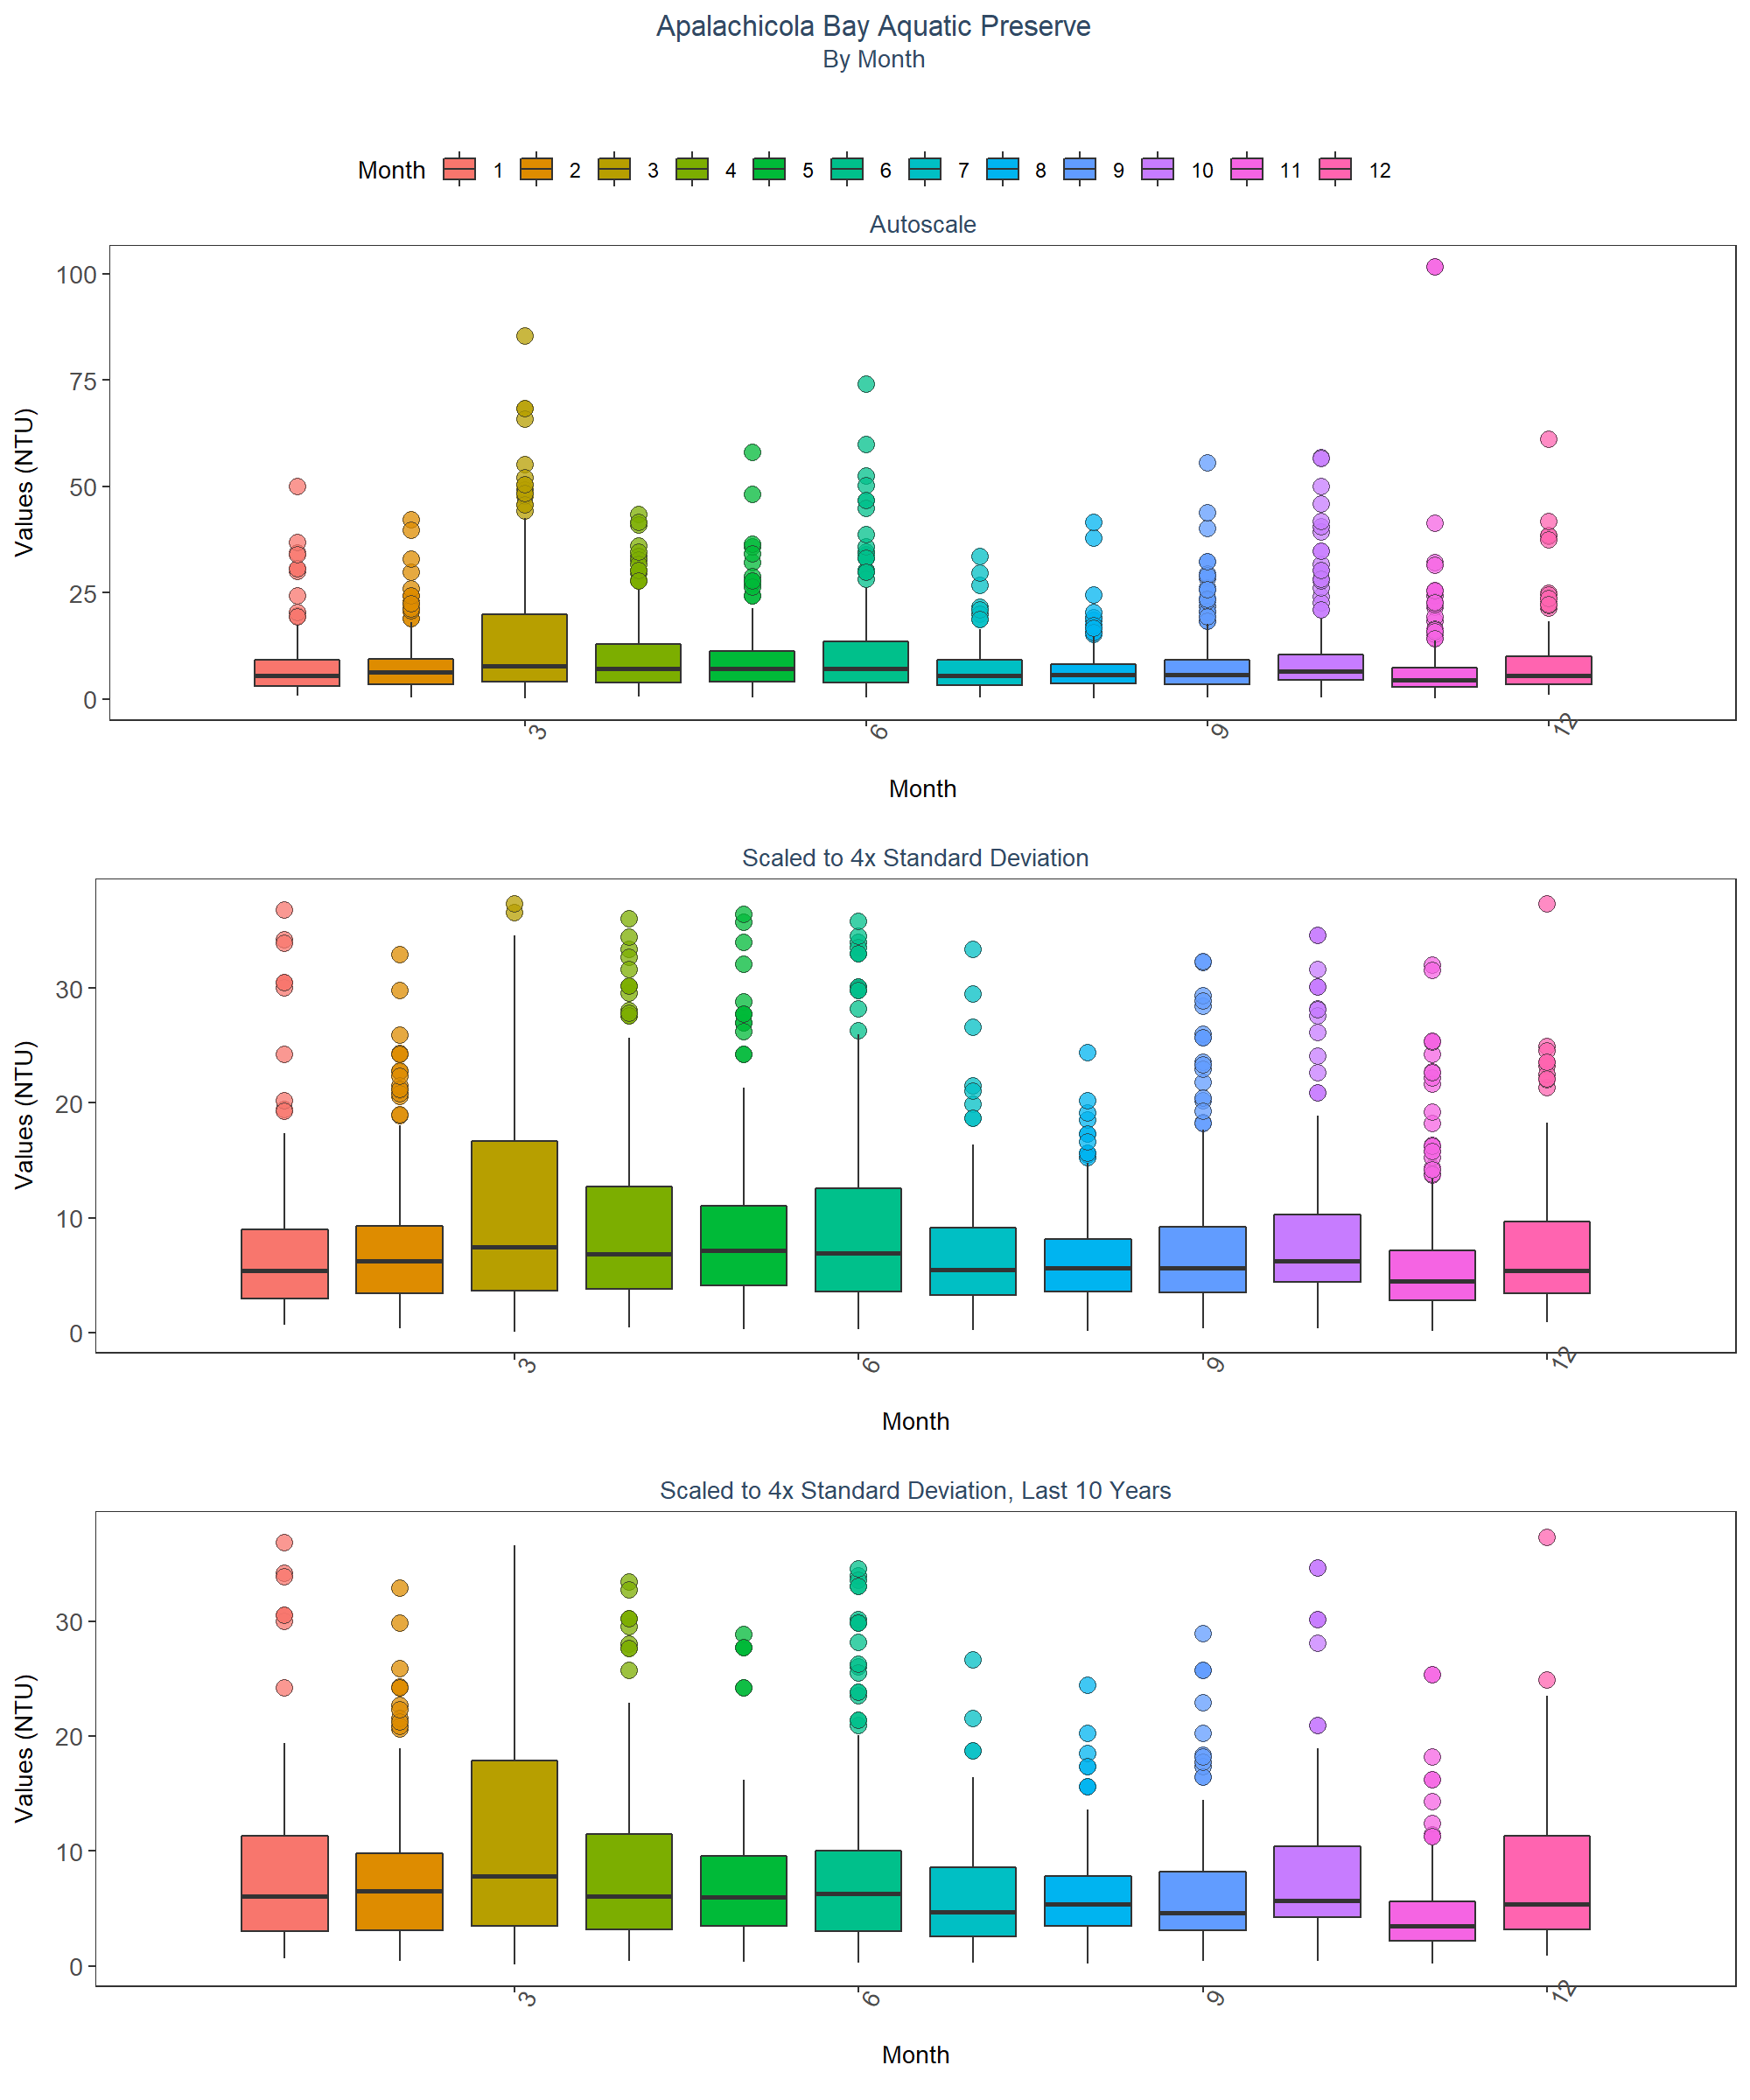 Apalachicola Bay Aquatic Preserve
By Month
Month 1 2 3 4 5 6 7 8 9 10 11 12
Autoscale
Values (NTU)
100
75
50
25
0
3 6 9 12
Month
Scaled to 4x Standard Deviation
Values (NTU)
30
20
10
0
3 6 9 12
Month
Scaled to 4x Standard Deviation, Last 10 Years
Values (NTU)
30
20
10
0
3 6 9 12
Month